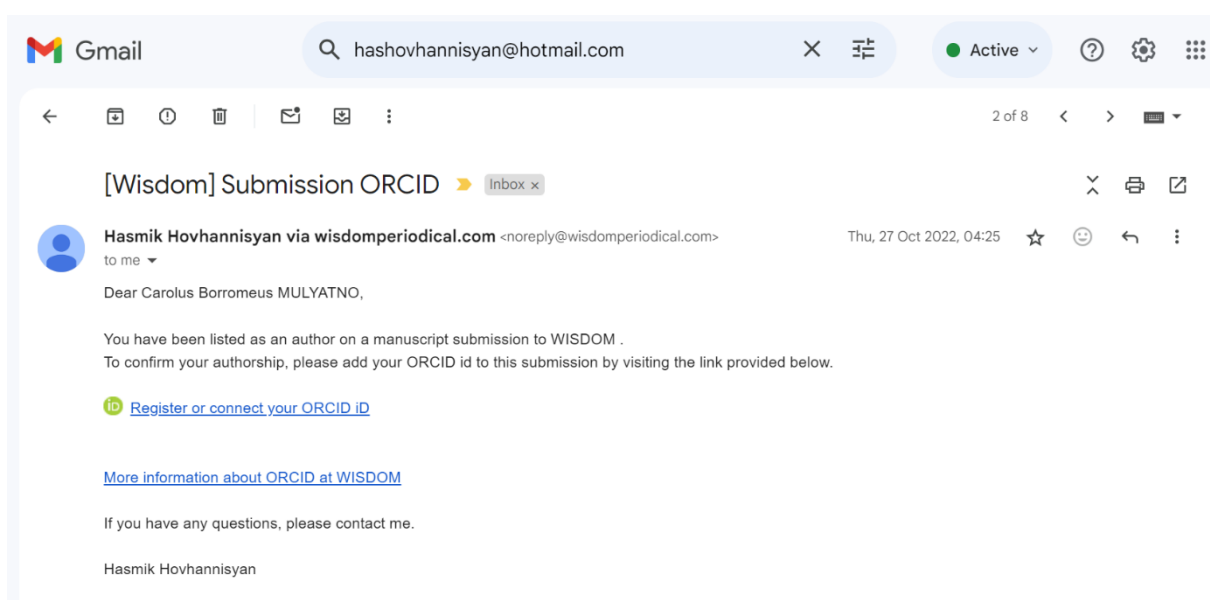 Gmail
hashovhannisyan@hotmail.com
Active
2 of 8
[Wisdom] Submission ORCID
Inbox x
Hasmik Hovhannisyan via wisdomperiodical.com <noreply@wisdomperiodical.com>
Thu, 27 Oct 2022, 04:25
to me
Dear Carolus Borromeus MULYATNO,
You have been listed as an author on a manuscript submission to WISDOM .
To confirm your authorship, please add your ORCID id to this submission by visiting the link provided below.
iD Register or connect your ORCID iD
More information about ORCID at WISDOM
If you have any questions, please contact me.
Hasmik Hovhannisyan